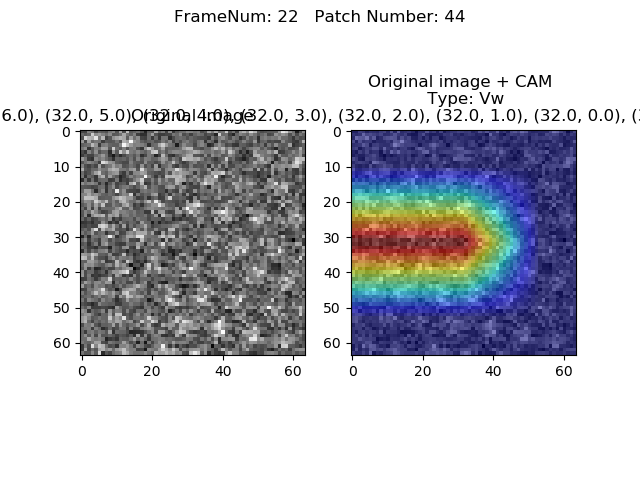 FrameNum: 22   Patch Number: 44
Original image + CAM
Type: Vw
6.0), (32.0, 5.0), (32.0, 4.0), (32.0, 3.0), (32.0, 2.0), (32.0, 1.0), (32.0, 0.0), (3
Original image
0
10
20
30
40
50
60
0 20 40 60
0
10
20
30
40
50
60
0 20 40 60